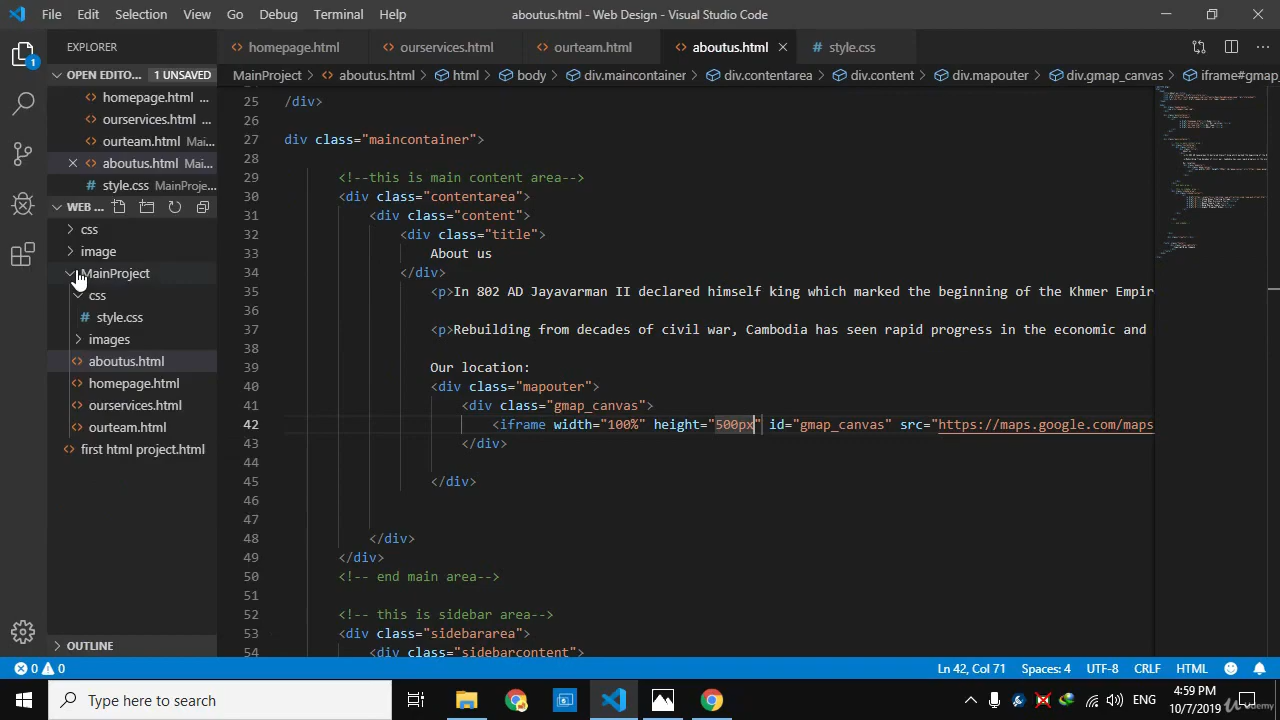 File Edit Selection View Go Debug Terminal Help aboutus.html - Web Design - Visual Studio Code
EXPLORER
homepage.html ourservices.html ourteam.html aboutus.html style.css
OPEN EDITO... 1 UNSAVED
MainProject > aboutus.html > html > body > div.maincontainer > div.contentarea > div.content > div.mapouter > div.gmap_canvas > iframe#gmap_
homepage.html ...
ourservices.html ...
ourteam.html Mai...
aboutus.html Mai...
style.css MainProje...
WEB ...
css
image
MainProject
css
style.css
images
aboutus.html
homepage.html
ourservices.html
ourteam.html
first html project.html
OUTLINE
25 /div>
26
27 div class="maincontainer">
28
29 <!--this is main content area-->
30 <div class="contentarea">
31 <div class="content">
32 <div class="title">
33 About us
34 </div>
35 <p>In 802 AD Jayavarman II declared himself king which marked the beginning of the Khmer Empir
36
37 <p>Rebuilding from decades of civil war, Cambodia has seen rapid progress in the economic and
38
39 Our location:
40 <div class="mapouter">
41 <div class="gmap_canvas">
42 <iframe width="100%" height="500px" id="gmap_canvas" src="https://maps.google.com/maps
43 </div>
44
45 </div>
46
47
48 </div>
49 </div>
50 <!-- end main area-->
51
52 <!-- this is sidebar area-->
53 <div class="sidebararea">
54 <div class="sidebarcontent">
0 0 Ln 42, Col 71 Spaces: 4 UTF-8 CRLF HTML
1
Type here to search
ENG
4:59 PM
10/7/2019
Udemy